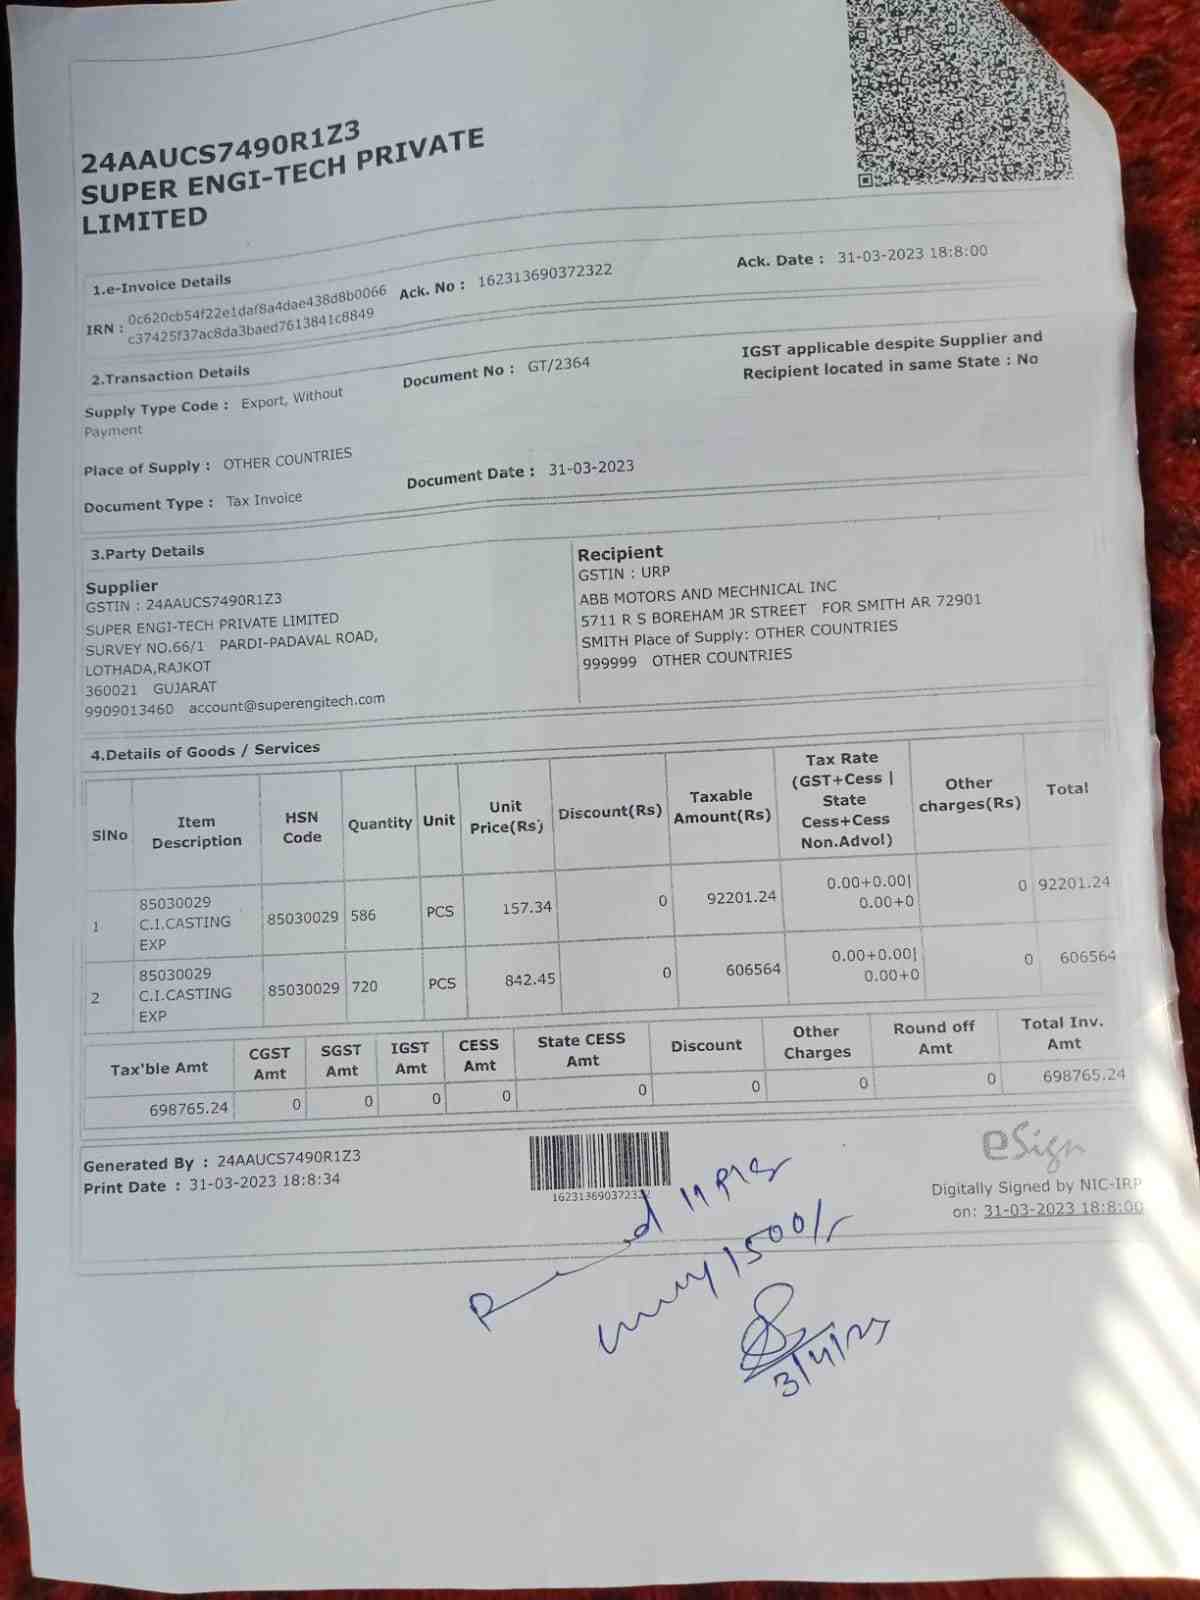 24AAUCS7490R1Z3
SUPER ENGI-TECH PRIVATE
LIMITED
1.e-Invoice Details
IRN : 0c620cb54f22e1daf8a4dae438d8b0066
c37425f37ac8da3baed7613841c8849
Ack. No : 162313690372322
Ack. Date : 31-03-2023 18:8:00
2.Transaction Details
Supply Type Code : Export, Without
Payment
Document No : GT/2364
IGST applicable despite Supplier and
Recipient located in same State : No
Place of Supply : OTHER COUNTRIES
Document Type : Tax Invoice
Document Date : 31-03-2023
3.Party Details
Supplier
GSTIN : 24AAUCS7490R1Z3
SUPER ENGI-TECH PRIVATE LIMITED
SURVEY NO.66/1 PARDI-PADAVAL ROAD,
LOTHADA,RAJKOT
360021 GUJARAT
9909013460 account@superengitech.com
Recipient
GSTIN : URP
ABB MOTORS AND MECHNICAL INC
5711 R S BOREHAM JR STREET FOR SMITH AR 72901
SMITH Place of Supply: OTHER COUNTRIES
999999 OTHER COUNTRIES
4.Details of Goods / Services
SlNo
Item
Description
HSN
Code
Quantity
Unit
Unit
Price(Rs)
Discount(Rs)
Taxable
Amount(Rs)
Tax Rate
(GST+Cess |
State
Cess+Cess
Non.Advol)
Other
charges(Rs)
Total
1
85030029
C.I.CASTING
EXP
85030029
586
PCS
157.34
0
92201.24
0.00+0.00|
0.00+0
0
92201.24
2
85030029
C.I.CASTING
EXP
85030029
720
PCS
842.45
0
606564
0.00+0.00|
0.00+0
0
606564
Tax'ble Amt
CGST
Amt
SGST
Amt
IGST
Amt
CESS
Amt
State CESS
Amt
Discount
Other
Charges
Round off
Amt
Total Inv.
Amt
698765.24
0
0
0
0
0
0
0
0
698765.24
Generated By : 24AAUCS7490R1Z3
Print Date : 31-03-2023 18:8:34
162313690372322
eSign
Digitally Signed by NIC-IRP
on: 31-03-2023 18:8:00
11
1500/-
3/4/23